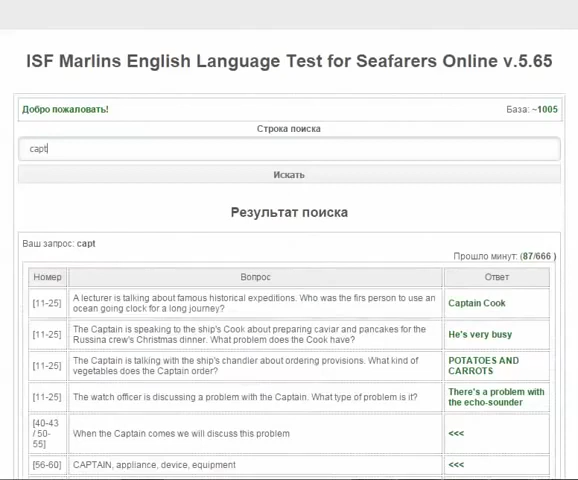 ISF Marlins English Language Test for Seafarers Online v.5.65
Добро пожаловать! База: ~1005
Строка поиска
capt
Искать
Результат поиска
Ваш запрос: capt
Прошло минут: (87/666 )
Номер Вопрос Ответ
[11-25] A lecturer is talking about famous historical expeditions. Who was the firs person to use an
ocean going clock for a long journey? Captain Cook
[11-25] The Captain is speaking to the ship's Cook about preparing caviar and pancakes for the
Russina crew's Christmas dinner. What problem does the Cook have? He's very busy
[11-25] The Captain is talking with the ship's chandler about ordering provisions. What kind of
vegetables does the Captain order? POTATOES AND
CARROTS
[11-25] The watch officer is discussing a problem with the Captain. What type of problem is it? There's a problem with
the echo-sounder
[40-43
/ 50-
55] When the Captain comes we will discuss this problem <<<
[56-60] CAPTAIN, appliance, device, equipment <<<